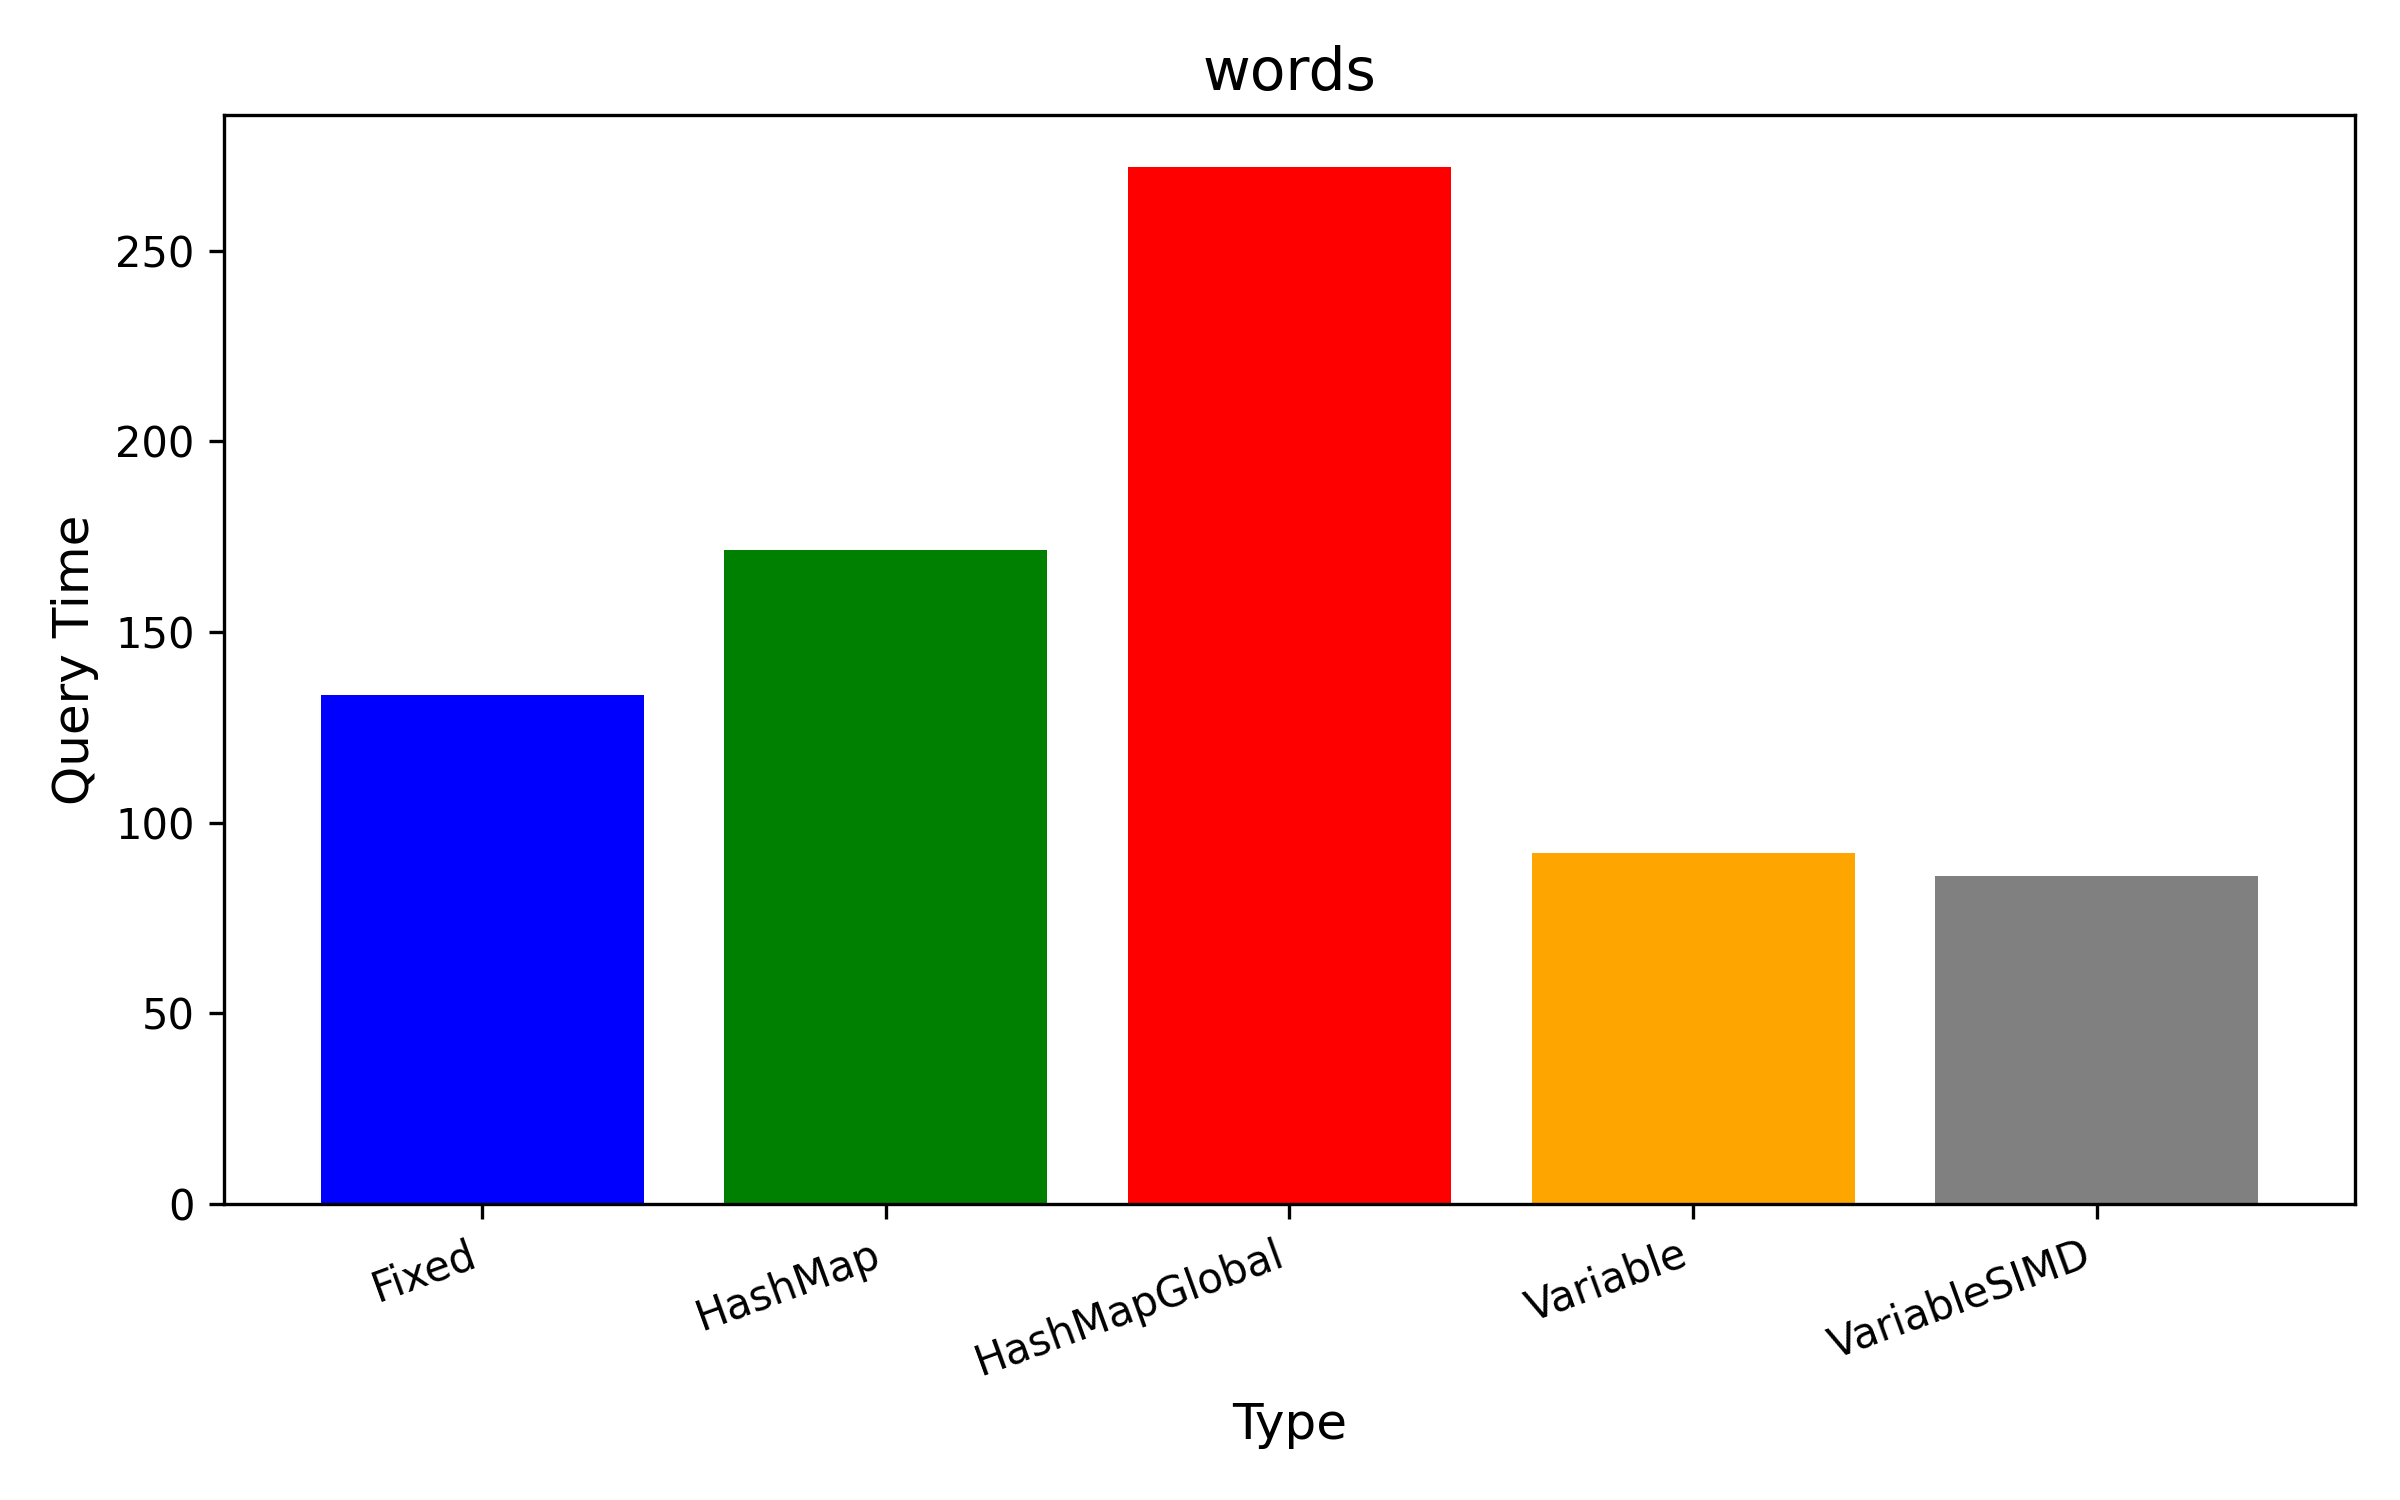 words
250
200
150
100
50
0
Query Time
Fixed
HashMap
HashMapGlobal
Variable
VariableSIMD
Type